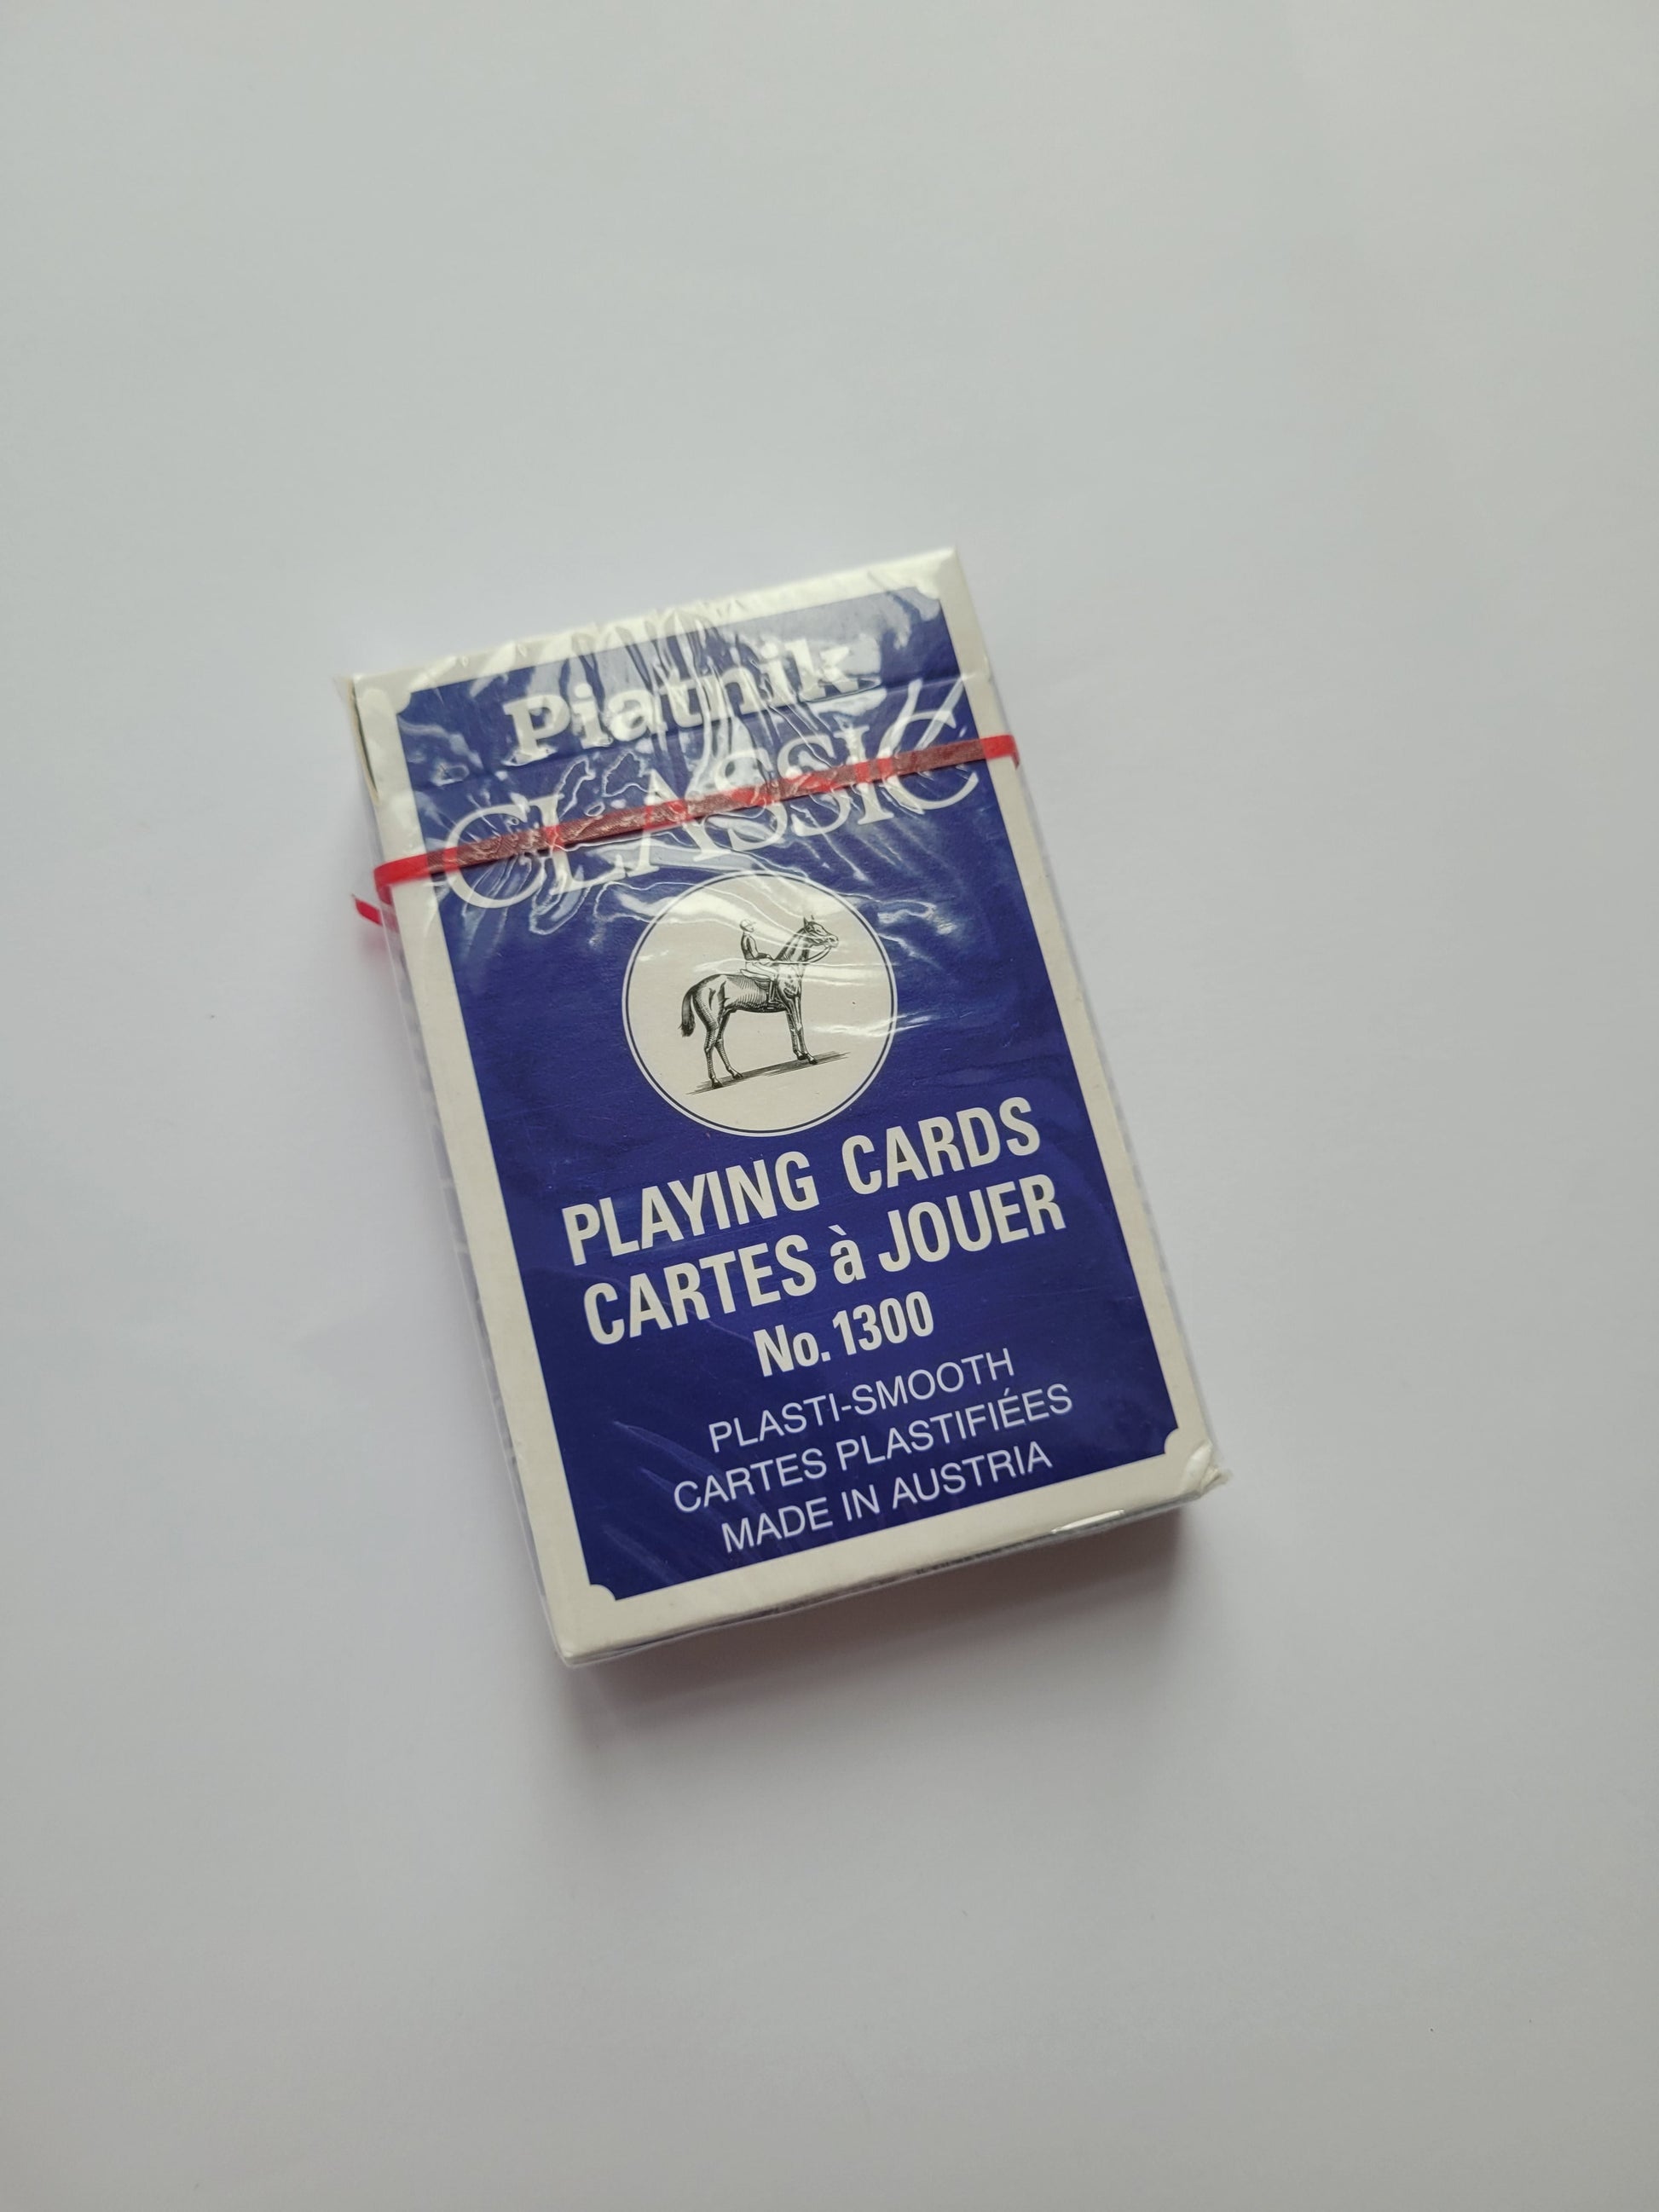 Piatnik
CLASSIC
PLAYING CARDS
CARTES à JOUER
No. 1300
PLASTI-SMOOTH
CARTES PLASTIFIÉES
MADE IN AUSTRIA